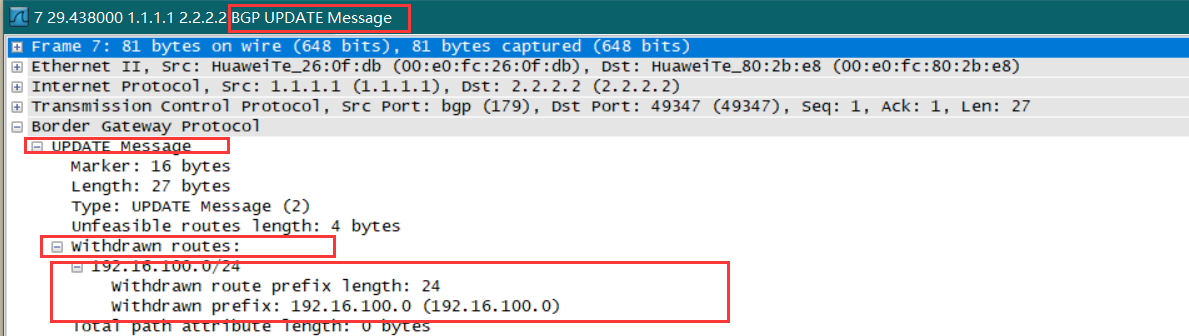 7 29.438000 1.1.1.1 2.2.2.2 BGP UPDATE Message
Frame 7: 81 bytes on wire (648 bits), 81 bytes captured (648 bits)
Ethernet II, Src: HuaweiTe_26:0f:db (00:e0:fc:26:0f:db), Dst: HuaweiTe_80:2b:e8 (00:e0:fc:80:2b:e8)
Internet Protocol, Src: 1.1.1.1 (1.1.1.1), Dst: 2.2.2.2 (2.2.2.2)
Transmission Control Protocol, Src Port: bgp (179), Dst Port: 49347 (49347), Seq: 1, Ack: 1, Len: 27
Border Gateway Protocol
UPDATE Message
Marker: 16 bytes
Length: 27 bytes
Type: UPDATE Message (2)
Unfeasible routes length: 4 bytes
Withdrawn routes:
192.16.100.0/24
Withdrawn route prefix length: 24
Withdrawn prefix: 192.16.100.0 (192.16.100.0)
Total path attribute length: 0 bytes